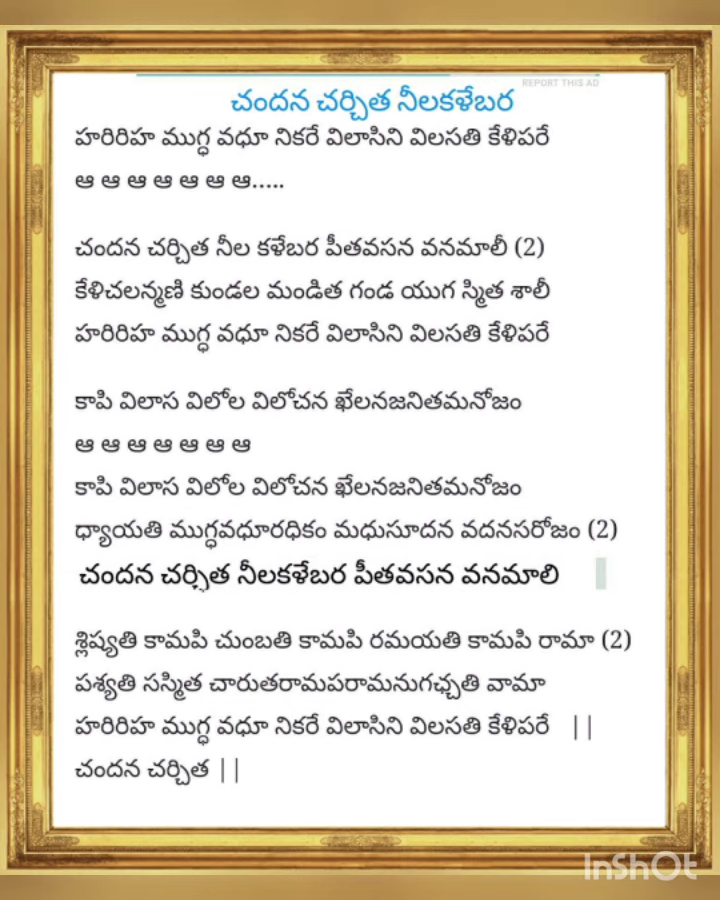 REPORT THIS AD
చందన చర్చిత నీలకళేబర
హరిరిహ ముగ్ధ వధూ నికరే విలాసిని విలసతి కేళిపరే
ఆ ఆ ఆ ఆ ఆ ఆ ఆ.....
చందన చర్చిత నీల కళేబర పీతవసన వనమాలీ (2)
కేళిచలన్మణి కుండల మండిత గండ యుగ స్మిత శాలీ
హరిరిహ ముగ్ధ వధూ నికరే విలాసిని విలసతి కేళిపరే
కాపి విలాస విలోల విలోచన ఖేలనజనితమనోజం
ఆ ఆ ఆ ఆ ఆ ఆ ఆ
కాపి విలాస విలోల విలోచన ఖేలనజనితమనోజం
ధ్యాయతి ముగ్ధవధూరధికం మధుసూదన వదనసరోజం (2)
చందన చర్చిత నీలకళేబర పీతవసన వనమాలి
శ్లిష్యతి కామపి చుంబతి కామపి రమయతి కామపి రామా (2)
పశ్యతి సస్మిత చారుతరామపరామనుగచ్ఛతి వామా
హరిరిహ ముగ్ధ వధూ నికరే విలాసిని విలసతి కేళిపరే ||
చందన చర్చిత ||
InShOt